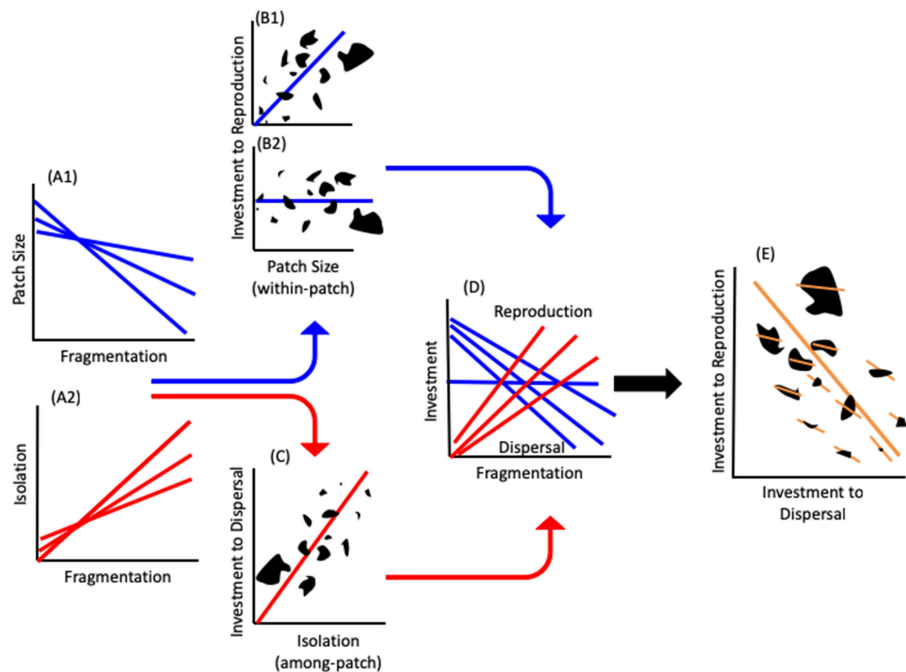 (A1)
Patch Size
Fragmentation
(A2)
Isolation
Fragmentation
(B1)
(B2)
Investment to Reproduction
Patch Size
(within-patch)
(C)
Investment to Dispersal
Isolation
(among-patch)
(D)
Reproduction
Investment
Dispersal
Fragmentation
(E)
Investment to Reproduction
Investment to
Dispersal